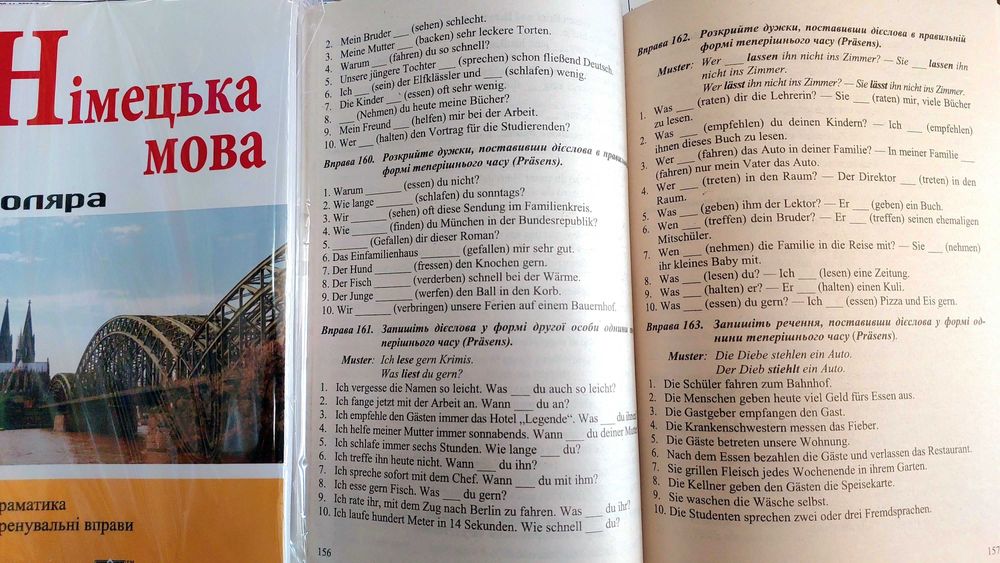 Німецька
мова
оляра
раматика
ренувальні вправи
Mein Bruder ___ (sehen) schlecht.
2. Meine Mutter ___ (backen) sehr leckere Torten.
3. Warum ___ (fahren) du so schnell?
4. Unsere jüngere Tochter ___ (sprechen) schon fließend Deutsch.
5. Ich ___ (sein) der Elfklässler und ___ (schlafen) wenig.
6. Die Kinder ___ (essen) oft sehr wenig.
7. ___ (Nehmen) du heute meine Bücher?
8. Mein Freund ___ (helfen) mir bei der Arbeit.
9. Wer ___ (halten) den Vortrag für die Studierenden?
10.
Вправа 160. Розкрийте дужки, поставивши дієслова в правиль
формі теперішнього часу (Präsens).
1. Warum ______ (essen) du nicht?
2. Wie lange ______ (schlafen) du sonntags?
3. Wir ______ (sehen) oft diese Sendung im Familienkreis.
4. Wie ______ (finden) du München in der Bundesrepublik?
5. ______ (Gefallen) dir dieser Roman?
6. Das Einfamilienhaus ______ (gefallen) mir sehr gut.
7. Der Hund ______ (fressen) den Knochen gern.
8. Der Fisch ______ (verderben) schnell bei der Wärme.
9. Der Junge ______ (werfen) den Ball in den Korb.
10. Wir ______ (verbringen) unsere Ferien auf einem Bauernhof.
Вправа 161. Запишіть дієслова у формі другої особи однини
перішнього часу (Präsens).
Muster: Ich lese gern Krimis.
Was liest du gern?
1. Ich vergesse die Namen so leicht. Was ___ du auch so leicht?
2. Ich fange jetzt mit der Arbeit an. Wann ___ du an?
3. Ich empfehle den Gästen immer das Hotel „Legende". Was ___ du ihnen
4. Ich helfe meiner Mutter immer sonnabends. Wann ___ du deiner Mutter
5. Ich schlafe immer sechs Stunden. Wie lange ___ du?
6. Ich treffe ihn heute nicht. Wann ___ du ihn?
7. Ich spreche sofort mit dem Chef. Wann ___ du mit ihm?
8. Ich esse gern Fisch. Was ___ du gern?
9. Ich rate ihr, mit dem Zug nach Berlin zu fahren. Was ___ du ihr?
10. Ich laufe hundert Meter in 14 Sekunden. Wie schnell ___ du?
156
Вправа 162. Розкрийте дужки, поставивши дієслова в правильній
формі теперішнього часу (Präsens).
Muster: Wer ___ lassen ihn nicht ins Zimmer? — Sie ___ lassen ihn
nicht ins Zimmer.
Wer lässt ihn nicht ins Zimmer? — Sie lässt ihn nicht ins Zimmer.
1. Was ___ (raten) dir die Lehrerin? — Sie ___ (raten) mir, viele Bücher
zu lesen.
2. Was ___ (empfehlen) du deinen Kindern? — Ich ___ (empfehlen)
ihnen dieses Buch zu lesen.
3. Wer ___ (fahren) das Auto in deiner Familie? — In meiner Familie ___
(fahren) nur mein Vater das Auto.
4. Wer ___ (treten) in den Raum? — Der Direktor ___ (treten) in den
Raum.
5. Was ___ (geben) ihm der Lektor? — Er ___ (geben) ein Buch.
6. Wen ___ (treffen) dein Bruder? — Er ___ (treffen) seinen ehemaligen
Mitschüler.
7. Wen ___ (nehmen) die Familie in die Reise mit? — Sie ___ (nehmen)
ihr kleines Baby mit.
8. Was ___ (lesen) du? — Ich ___ (lesen) eine Zeitung.
9. Was ___ (halten) er? — Er ___ (halten) einen Kuli.
10. Was ___ (essen) du gern? — Ich ___ (essen) Pizza und Eis gern.
Вправа 163. Запишіть речення, поставивши дієслово у формі од-
нини теперішнього часу (Präsens).
Muster: Die Diebe stehlen ein Auto.
Der Dieb stiehlt ein Auto.
1. Die Schüler fahren zum Bahnhof.
2. Die Menschen geben heute viel Geld fürs Essen aus.
3. Die Gastgeber empfangen den Gast.
4. Die Krankenschwestern messen das Fieber.
5. Die Gäste betreten unsere Wohnung.
6. Nach dem Essen bezahlen die Gäste und verlassen das Restaurant.
7. Sie grillen Fleisch jedes Wochenende in ihrem Garten.
8. Die Kellner geben den Gästen die Speisekarte.
9. Sie waschen die Wäsche selbst.
10. Die Studenten sprechen zwei oder drei Fremdsprachen.
157